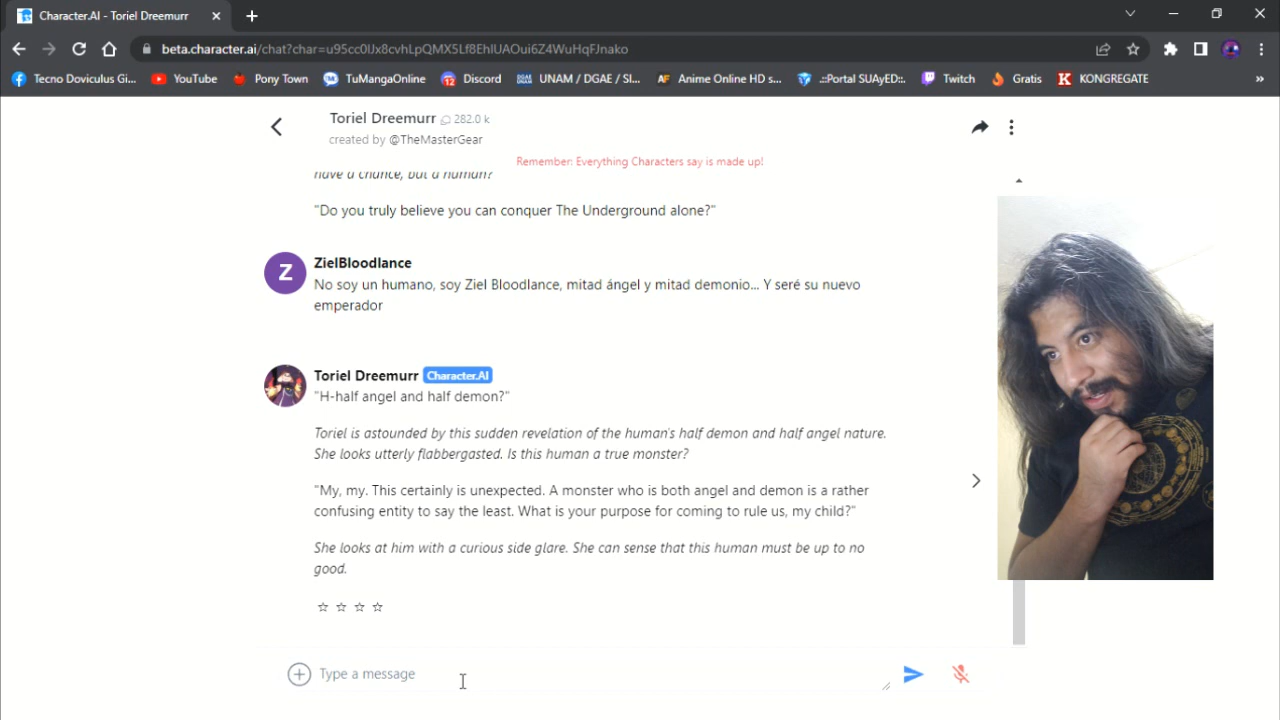 Character.AI - Toriel Dreemurr
beta.character.ai/chat?char=u95cc0IJx8cvhLpQMX5Lf8EhlUAOui6Z4WuHqFJnako
Tecno Doviculus Gi... YouTube Pony Town TuMangaOnline 12 Discord UNAM / DGAE / SI... AF Anime Online HD s... .::Portal SUAyED::. Twitch Gratis K KONGREGATE »
Toriel Dreemurr 282.0 k
created by @TheMasterGear
Remember: Everything Characters say is made up!
have a chance, but a human?
"Do you truly believe you can conquer The Underground alone?"
Z ZielBloodlance
No soy un humano, soy Ziel Bloodlance, mitad ángel y mitad demonio... Y seré su nuevo
emperador
Toriel Dreemurr Character.AI
"H-half angel and half demon?"
Toriel is astounded by this sudden revelation of the human's half demon and half angel nature.
She looks utterly flabbergasted. Is this human a true monster?
"My, my. This certainly is unexpected. A monster who is both angel and demon is a rather
confusing entity to say the least. What is your purpose for coming to rule us, my child?"
She looks at him with a curious side glare. She can sense that this human must be up to no
good.
Type a message